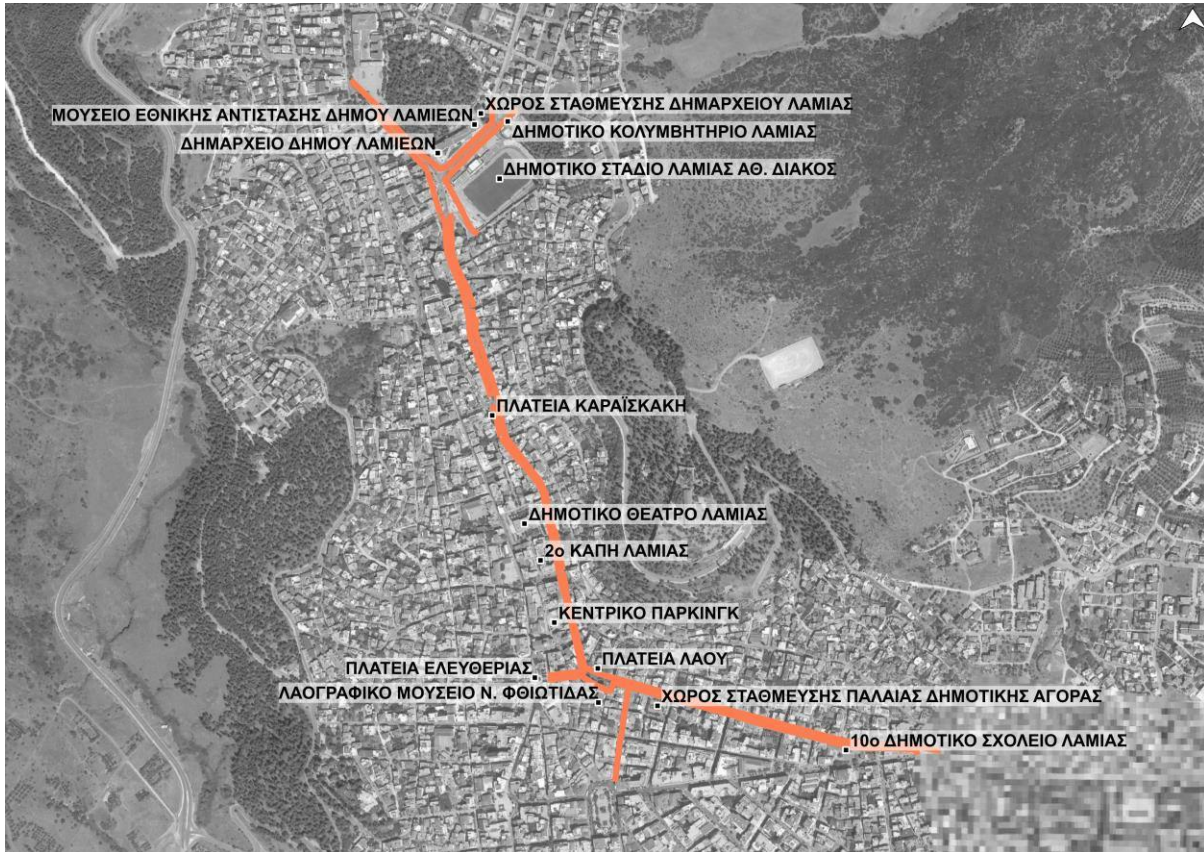 ΧΩΡΟΣ ΣΤΑΘΜΕΥΣΗΣ ΔΗΜΑΡΧΕΙΟΥ ΛΑΜΙΑΣ
ΜΟΥΣΕΙΟ ΕΘΝΙΚΗΣ ΑΝΤΙΣΤΑΣΗΣ ΔΗΜΟΥ ΛΑΜΙΕΩΝ
ΔΗΜΟΤΙΚΟ ΚΟΛΥΜΒΗΤΗΡΙΟ ΛΑΜΙΑΣ
ΔΗΜΑΡΧΕΙΟ ΔΗΜΟΥ ΛΑΜΙΕΩΝ
ΔΗΜΟΤΙΚΟ ΣΤΑΔΙΟ ΛΑΜΙΑΣ ΑΘ. ΔΙΑΚΟΣ
ΠΛΑΤΕΙΑ ΚΑΡΑΪΣΚΑΚΗ
ΔΗΜΟΤΙΚΟ ΘΕΑΤΡΟ ΛΑΜΙΑΣ
2ο ΚΑΠΗ ΛΑΜΙΑΣ
ΚΕΝΤΡΙΚΟ ΠΑΡΚΙΝΓΚ
ΠΛΑΤΕΙΑ ΕΛΕΥΘΕΡΙΑΣ
ΠΛΑΤΕΙΑ ΛΑΟΥ
ΛΑΟΓΡΑΦΙΚΟ ΜΟΥΣΕΙΟ Ν. ΦΘΙΩΤΙΔΑΣ
ΧΩΡΟΣ ΣΤΑΘΜΕΥΣΗΣ ΠΑΛΑΙΑΣ ΔΗΜΟΤΙΚΗΣ ΑΓΟΡΑΣ
10ο ΔΗΜΟΤΙΚΟ ΣΧΟΛΕΙΟ ΛΑΜΙΑΣ